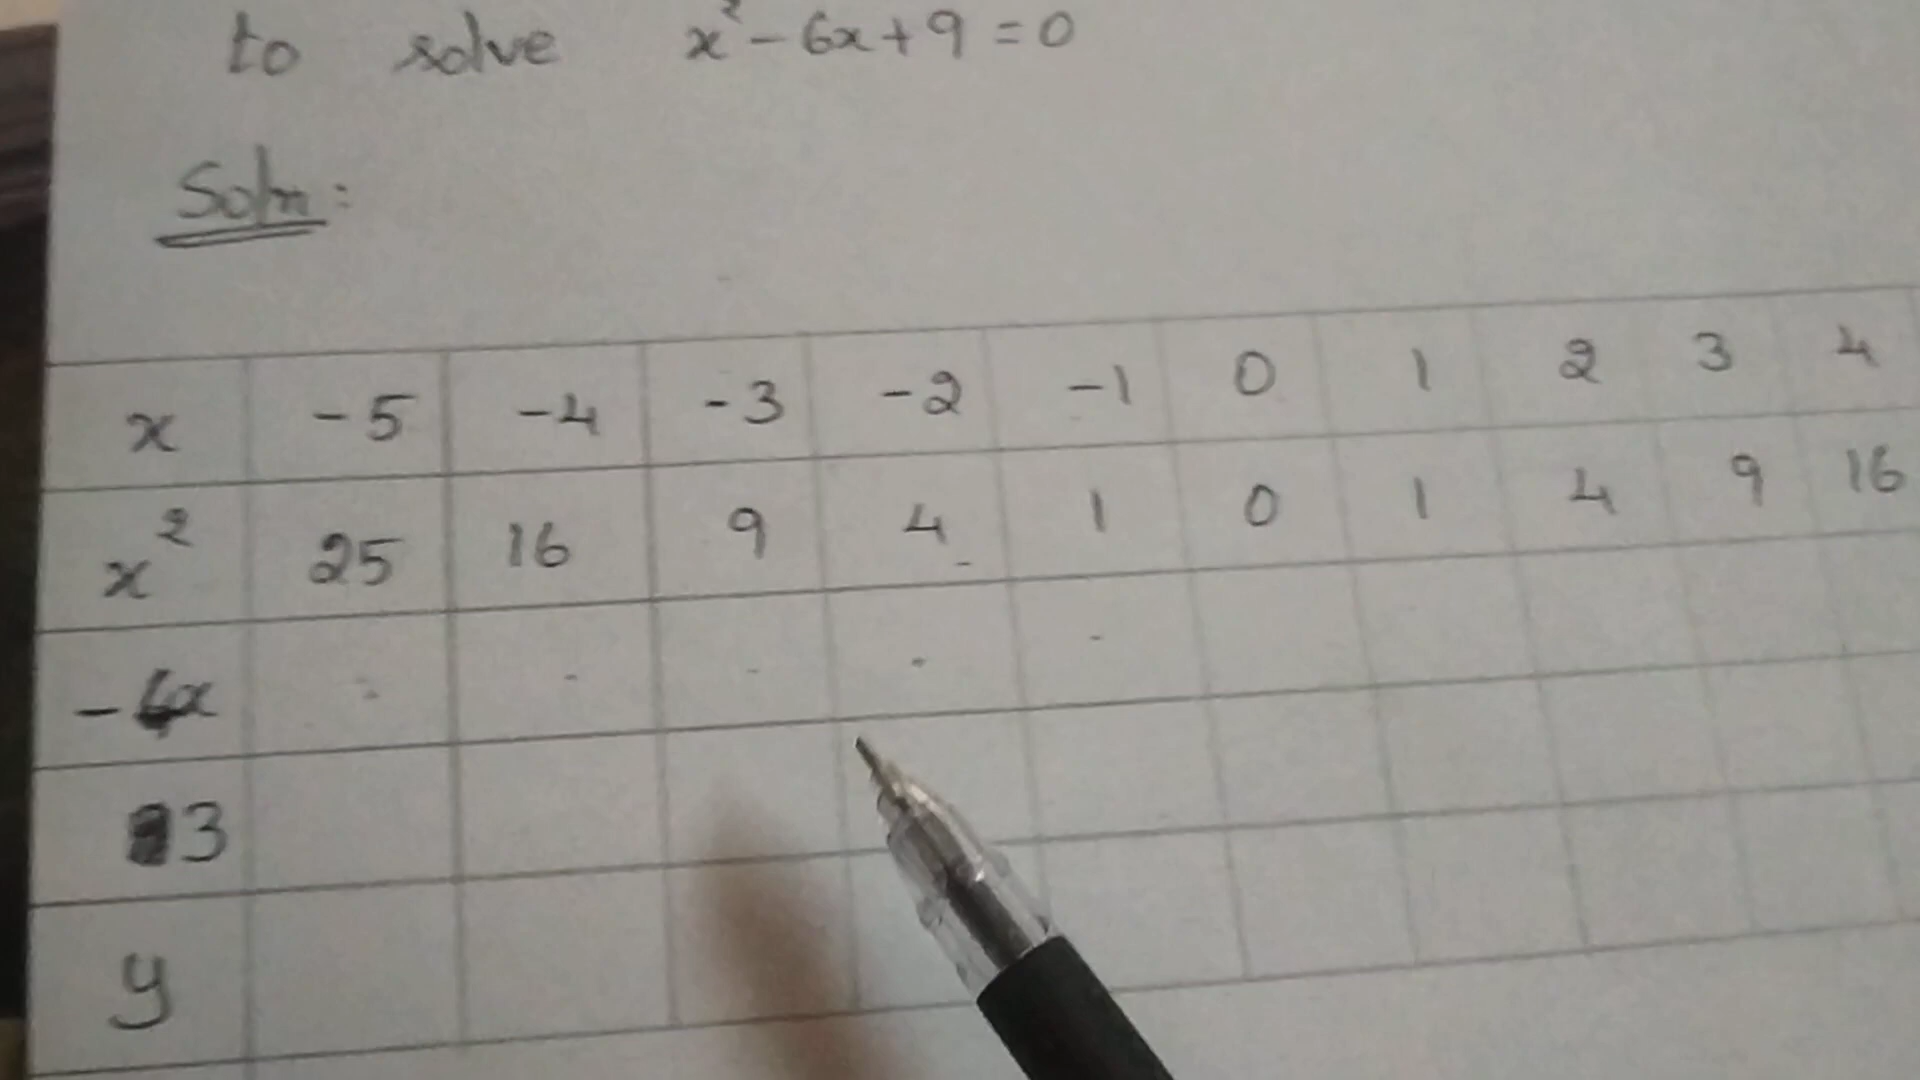 to solve x² - 6x + 9 = 0
Soln:
x -5 -4 -3 -2 -1 0 1 2 3 4
x² 25 16 9 4 1 0 1 4 9 16
3
y